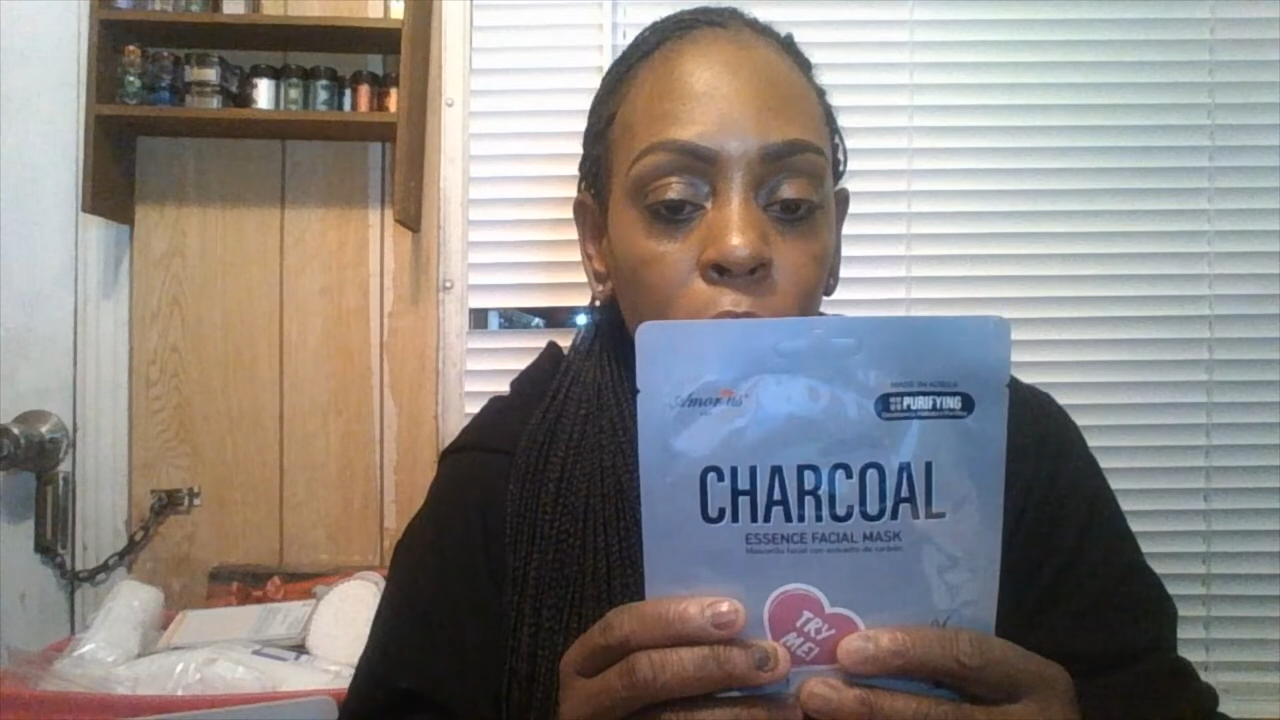 MADE IN KOREA
Amorus
PURIFYING
CHARCOAL
ESSENCE FACIAL MASK
Mascarilla facial con extracto de carbón
TRY
ME!